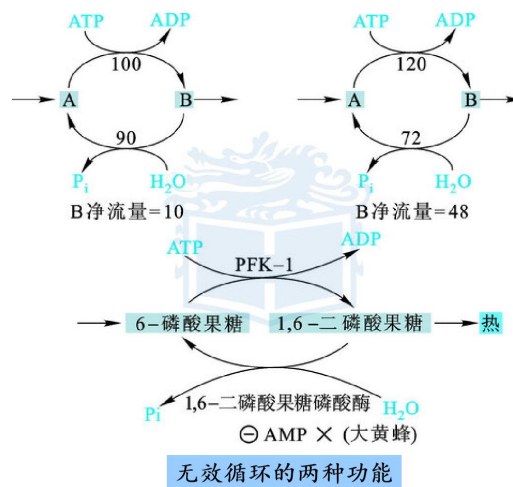 ATP ADP ATP ADP
100 120
A B A B
90 72
Pi H2O Pi H2O
B净流量=10 B净流量=48
ATP ADP
PFK-1
6-磷酸果糖 1,6-二磷酸果糖 热
Pi 1,6-二磷酸果糖磷酸酶 H2O
⊖ AMP × (大黄蜂)
无效循环的两种功能